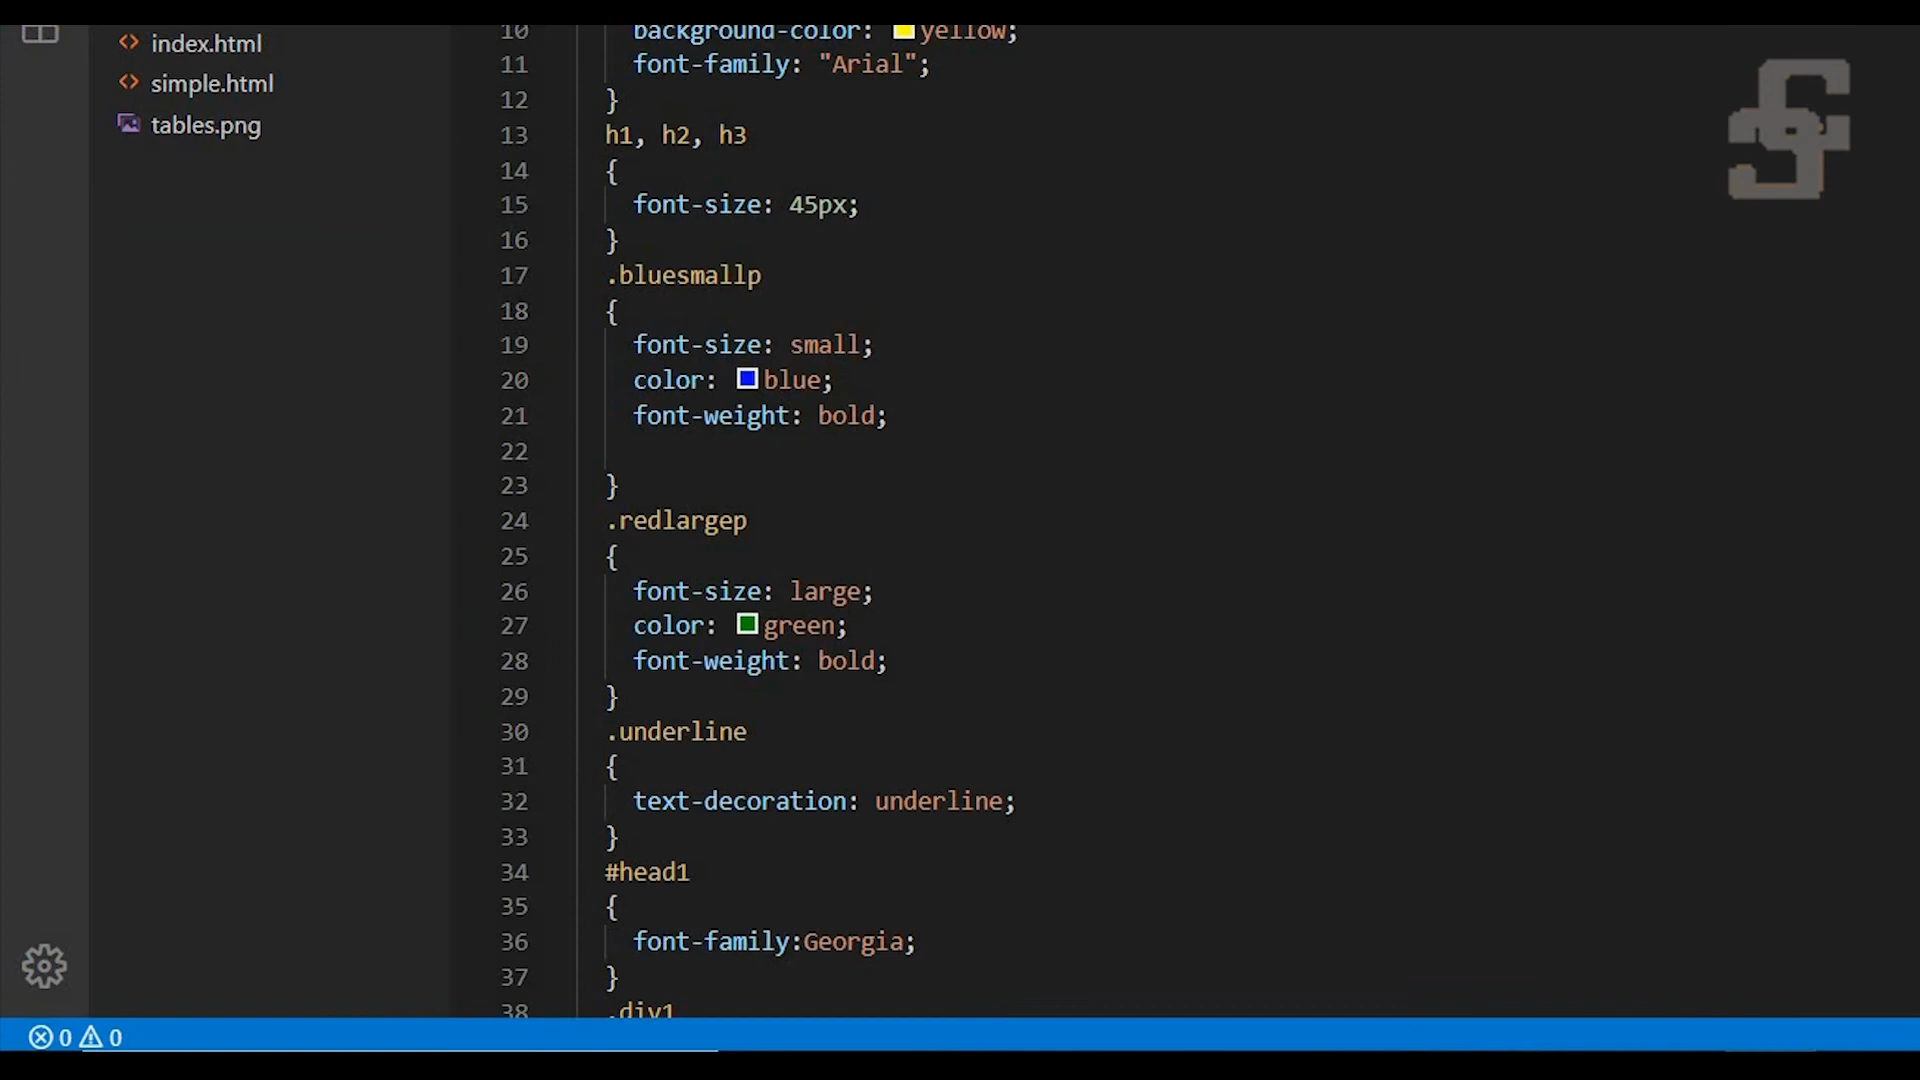 index.html
simple.html
tables.png
10 background-color: yellow;
11 font-family: "Arial";
12 }
13 h1, h2, h3
14 {
15 font-size: 45px;
16 }
17 .bluesmallp
18 {
19 font-size: small;
20 color: blue;
21 font-weight: bold;
22
23 }
24 .redlargep
25 {
26 font-size: large;
27 color: green;
28 font-weight: bold;
29 }
30 .underline
31 {
32 text-decoration: underline;
33 }
34 #head1
35 {
36 font-family:Georgia;
37 }
38 .div1
0 0